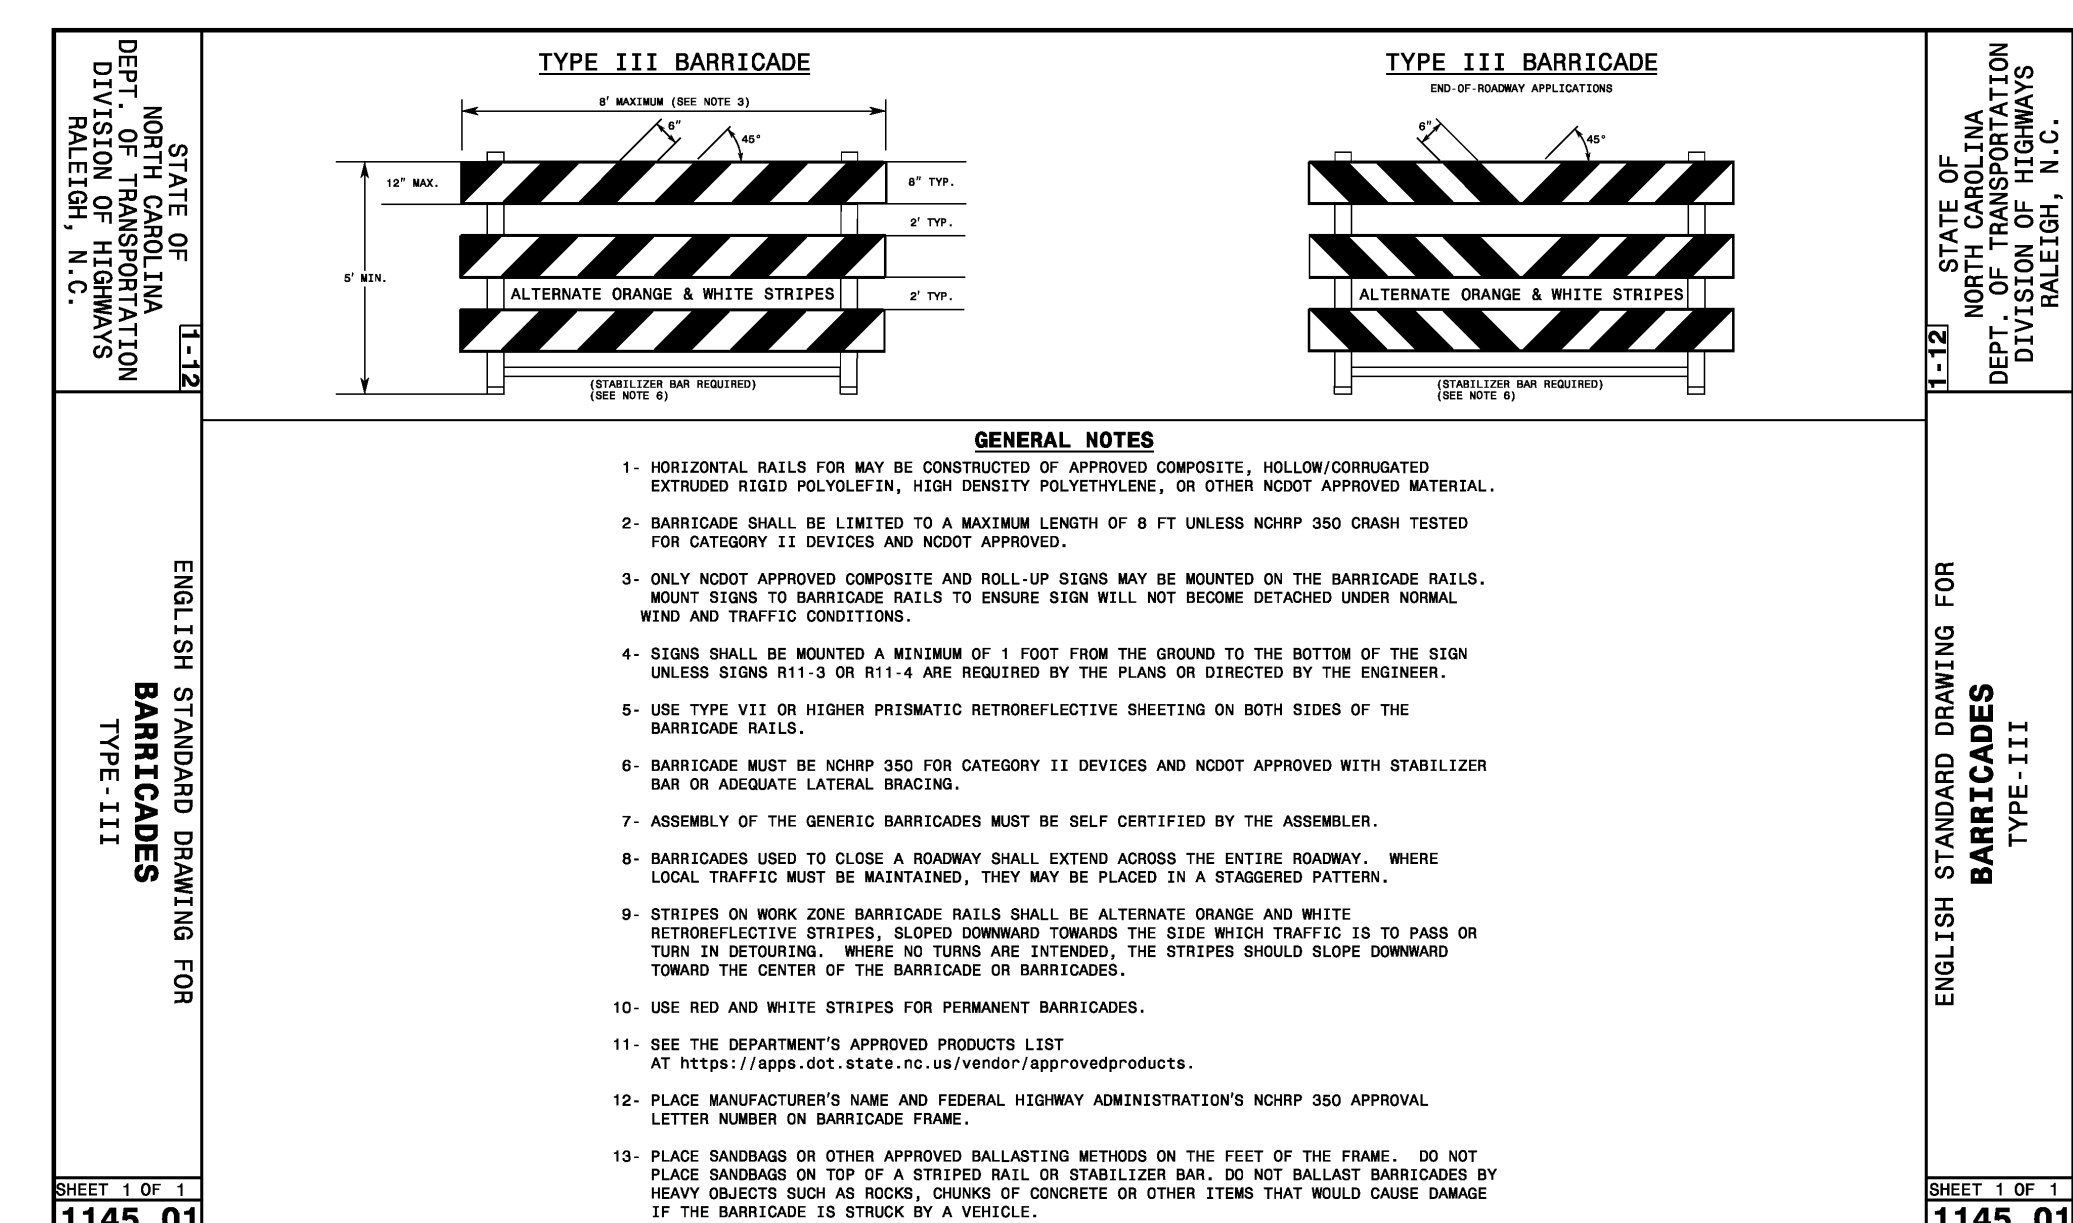 STATE OF
NORTH CAROLINA
DEPT. OF TRANSPORTATION
DIVISION OF HIGHWAYS
RALEIGH, N.C.
1-12
ENGLISH STANDARD DRAWING FOR
BARRICADES
TYPE-III
SHEET 1 OF 1
1145.01
TYPE III BARRICADE
8' MAXIMUM (SEE NOTE 3)
6"
45°
12" MAX.
8" TYP.
2' TYP.
5' MIN.
ALTERNATE ORANGE & WHITE STRIPES
2' TYP.
(STABILIZER BAR REQUIRED)
(SEE NOTE 6)
TYPE III BARRICADE
END-OF-ROADWAY APPLICATIONS
6"
45°
ALTERNATE ORANGE & WHITE STRIPES
(STABILIZER BAR REQUIRED)
(SEE NOTE 6)
GENERAL NOTES
1- HORIZONTAL RAILS FOR MAY BE CONSTRUCTED OF APPROVED COMPOSITE, HOLLOW/CORRUGATED
EXTRUDED RIGID POLYOLEFIN, HIGH DENSITY POLYETHYLENE, OR OTHER NCDOT APPROVED MATERIAL.
2- BARRICADE SHALL BE LIMITED TO A MAXIMUM LENGTH OF 8 FT UNLESS NCHRP 350 CRASH TESTED
FOR CATEGORY II DEVICES AND NCDOT APPROVED.
3- ONLY NCDOT APPROVED COMPOSITE AND ROLL-UP SIGNS MAY BE MOUNTED ON THE BARRICADE RAILS.
MOUNT SIGNS TO BARRICADE RAILS TO ENSURE SIGN WILL NOT BECOME DETACHED UNDER NORMAL
WIND AND TRAFFIC CONDITIONS.
4- SIGNS SHALL BE MOUNTED A MINIMUM OF 1 FOOT FROM THE GROUND TO THE BOTTOM OF THE SIGN
UNLESS SIGNS R11-3 OR R11-4 ARE REQUIRED BY THE PLANS OR DIRECTED BY THE ENGINEER.
5- USE TYPE VII OR HIGHER PRISMATIC RETROREFLECTIVE SHEETING ON BOTH SIDES OF THE
BARRICADE RAILS.
6- BARRICADE MUST BE NCHRP 350 FOR CATEGORY II DEVICES AND NCDOT APPROVED WITH STABILIZER
BAR OR ADEQUATE LATERAL BRACING.
7- ASSEMBLY OF THE GENERIC BARRICADES MUST BE SELF CERTIFIED BY THE ASSEMBLER.
8- BARRICADES USED TO CLOSE A ROADWAY SHALL EXTEND ACROSS THE ENTIRE ROADWAY. WHERE
LOCAL TRAFFIC MUST BE MAINTAINED, THEY MAY BE PLACED IN A STAGGERED PATTERN.
9- STRIPES ON WORK ZONE BARRICADE RAILS SHALL BE ALTERNATE ORANGE AND WHITE
RETROREFLECTIVE STRIPES, SLOPED DOWNWARD TOWARDS THE SIDE WHICH TRAFFIC IS TO PASS OR
TURN IN DETOURING. WHERE NO TURNS ARE INTENDED, THE STRIPES SHOULD SLOPE DOWNWARD
TOWARD THE CENTER OF THE BARRICADE OR BARRICADES.
10- USE RED AND WHITE STRIPES FOR PERMANENT BARRICADES.
11- SEE THE DEPARTMENT'S APPROVED PRODUCTS LIST
AT https://apps.dot.state.nc.us/vendor/approvedproducts.
12- PLACE MANUFACTURER'S NAME AND FEDERAL HIGHWAY ADMINISTRATION'S NCHRP 350 APPROVAL
LETTER NUMBER ON BARRICADE FRAME.
13- PLACE SANDBAGS OR OTHER APPROVED BALLASTING METHODS ON THE FEET OF THE FRAME. DO NOT
PLACE SANDBAGS ON TOP OF A STRIPED RAIL OR STABILIZER BAR. DO NOT BALLAST BARRICADES BY
HEAVY OBJECTS SUCH AS ROCKS, CHUNKS OF CONCRETE OR OTHER ITEMS THAT WOULD CAUSE DAMAGE
IF THE BARRICADE IS STRUCK BY A VEHICLE.
STATE OF
NORTH CAROLINA
DEPT. OF TRANSPORTATION
DIVISION OF HIGHWAYS
RALEIGH, N.C.
1-12
ENGLISH STANDARD DRAWING FOR
BARRICADES
TYPE-III
SHEET 1 OF 1
1145.01